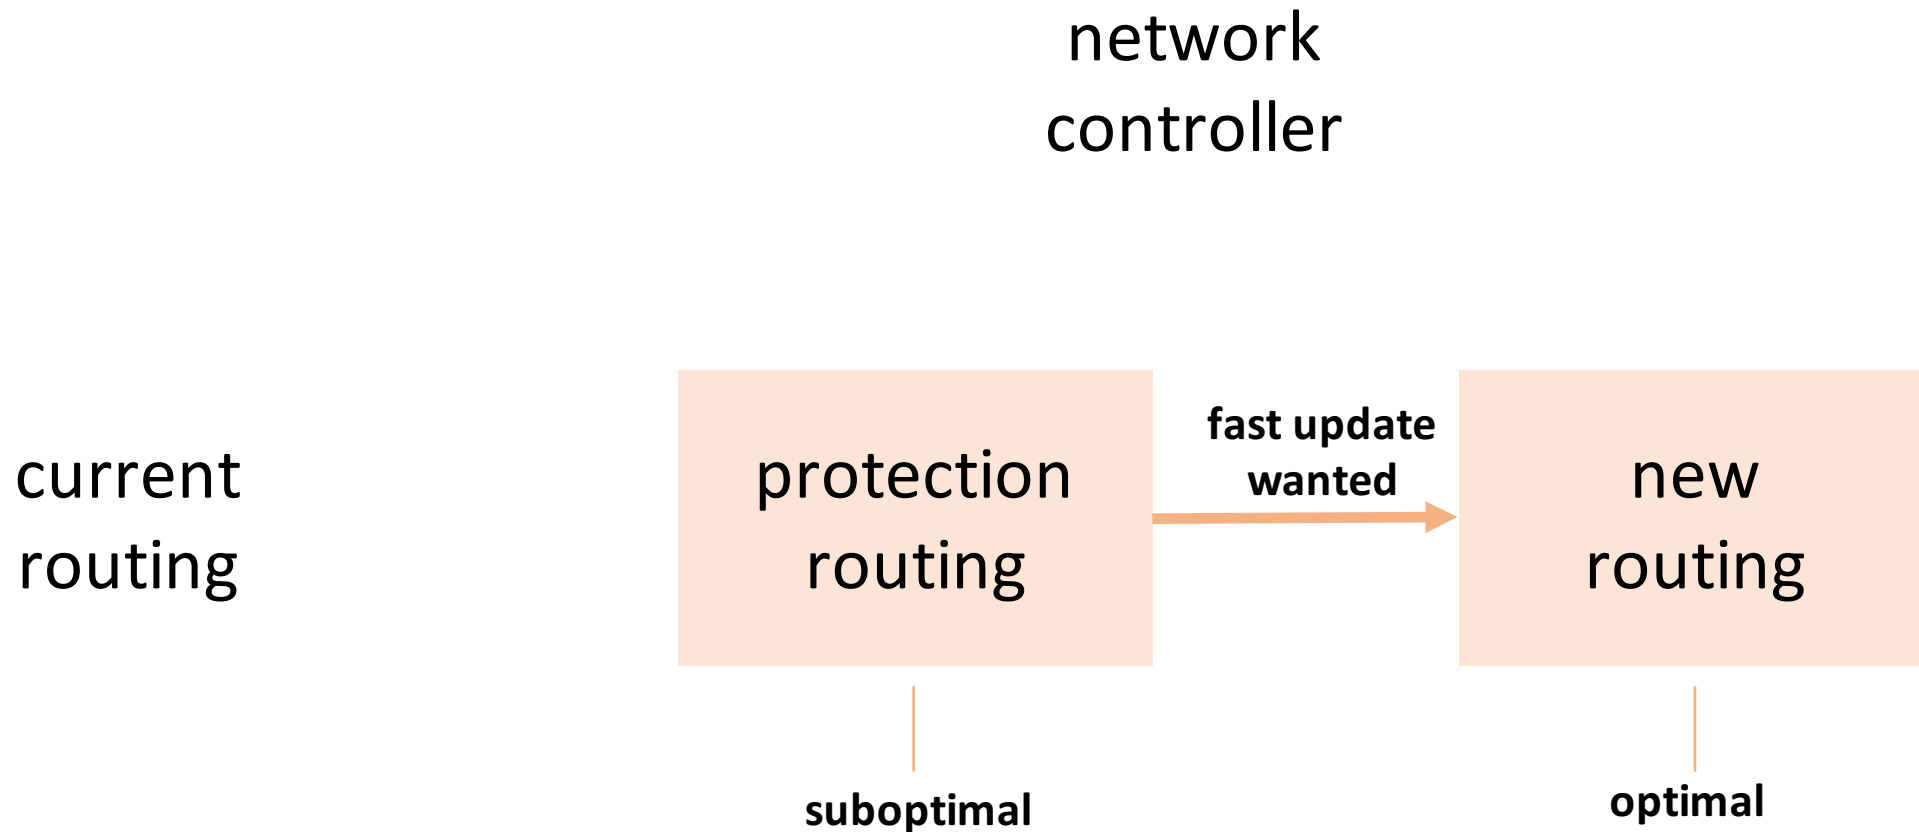 network
controller
current
routing
protection
routing
fast update
wanted
new
routing
suboptimal
optimal